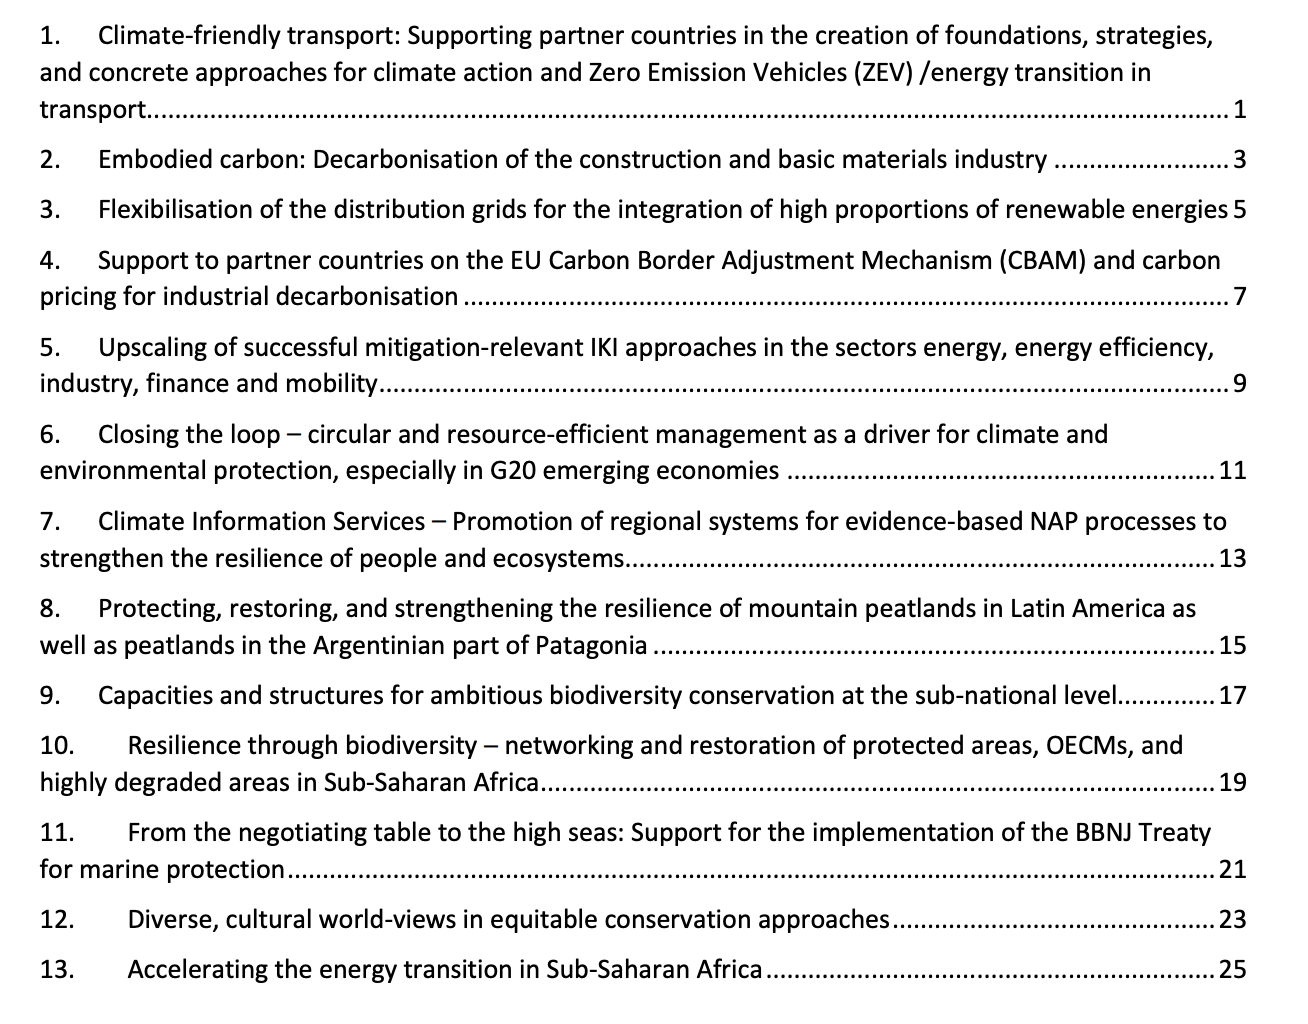 1. Climate-friendly transport: Supporting partner countries in the creation of foundations, strategies,
and concrete approaches for climate action and Zero Emission Vehicles (ZEV) /energy transition in
transport.......................................................................................................................... 1
2. Embodied carbon: Decarbonisation of the construction and basic materials industry ......................... 3
3. Flexibilisation of the distribution grids for the integration of high proportions of renewable energies 5
4. Support to partner countries on the EU Carbon Border Adjustment Mechanism (CBAM) and carbon
pricing for industrial decarbonisation ............................................................................................ 7
5. Upscaling of successful mitigation-relevant IKI approaches in the sectors energy, energy efficiency,
industry, finance and mobility...................................................................................................... 9
6. Closing the loop – circular and resource-efficient management as a driver for climate and
environmental protection, especially in G20 emerging economies ............................................................. 11
7. Climate Information Services – Promotion of regional systems for evidence-based NAP processes to
strengthen the resilience of people and ecosystems.................................................................................... 13
8. Protecting, restoring, and strengthening the resilience of mountain peatlands in Latin America as
well as peatlands in the Argentinian part of Patagonia ................................................................................ 15
9. Capacities and structures for ambitious biodiversity conservation at the sub-national level.............. 17
10. Resilience through biodiversity – networking and restoration of protected areas, OECMs, and
highly degraded areas in Sub-Saharan Africa................................................................................................ 19
11. From the negotiating table to the high seas: Support for the implementation of the BBNJ Treaty
for marine protection.................................................................................................................................... 21
12. Diverse, cultural world-views in equitable conservation approaches.............................................. 23
13. Accelerating the energy transition in Sub-Saharan Africa................................................................ 25